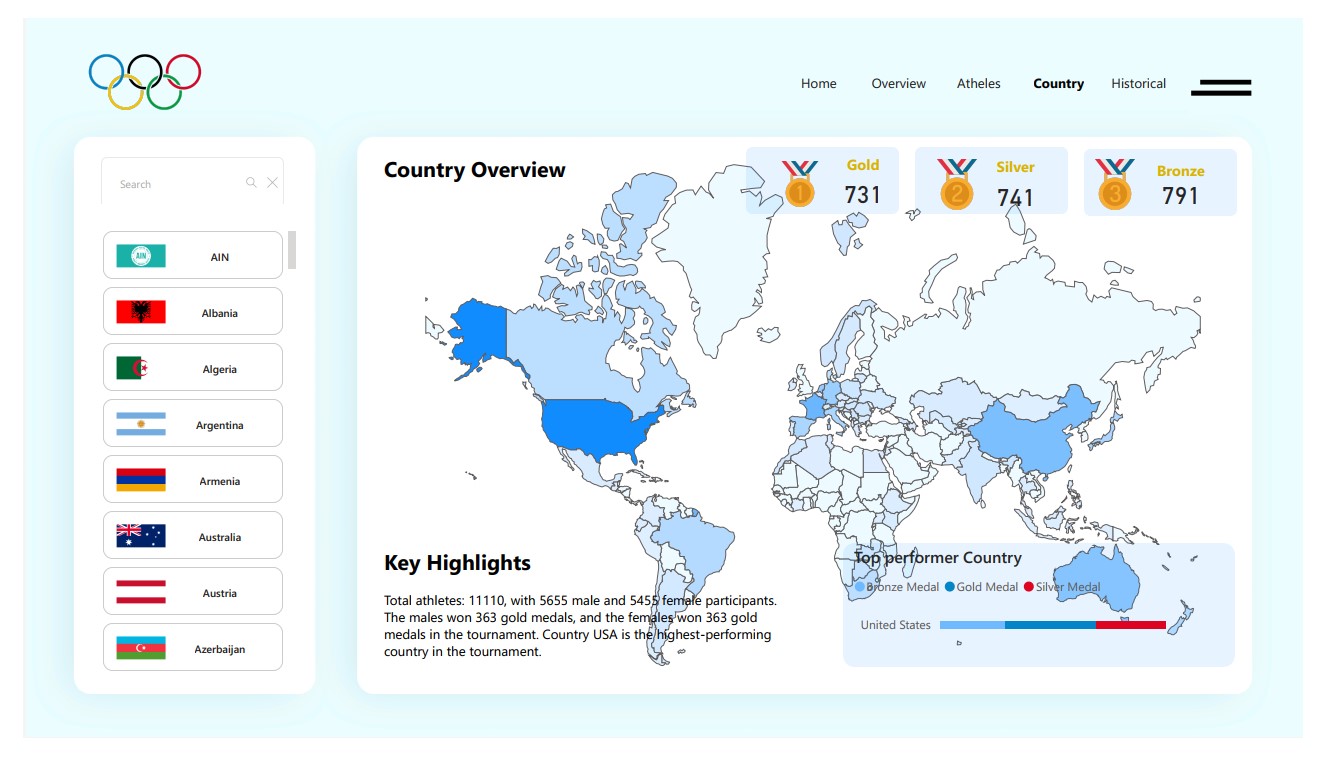 Home Overview Atheles Country Historical
Search
AIN
AIN
Albania
Algeria
Argentina
Armenia
Australia
Austria
Azerbaijan
Country Overview
1
Gold
731
2
Silver
741
3
Bronze
791
Key Highlights
Total athletes: 11110, with 5655 male and 5455 female participants.
The males won 363 gold medals, and the females won 363 gold
medals in the tournament. Country USA is the highest-performing
country in the tournament.
Top performer Country
Bronze Medal Gold Medal Silver Medal
United States